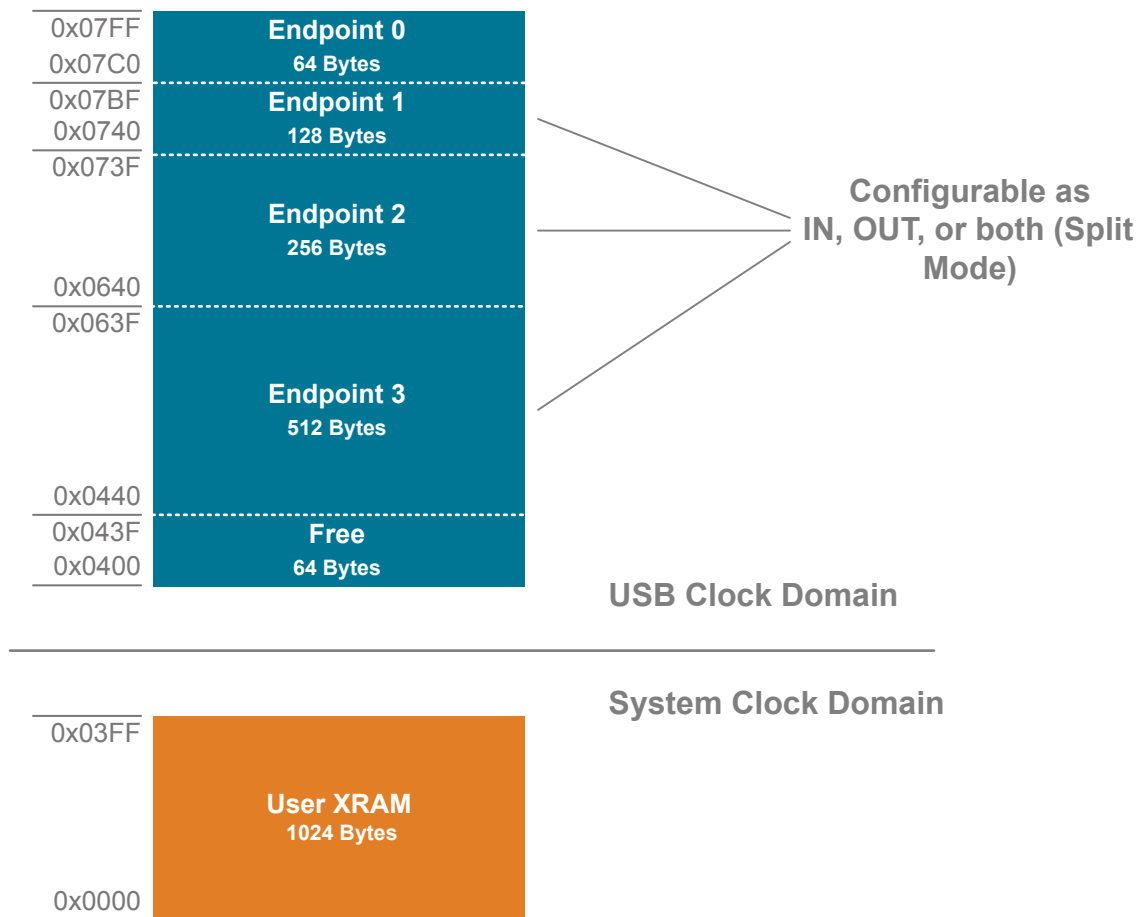 0x07FF
Endpoint 0
0x07C0
64 Bytes
0x07BF
Endpoint 1
0x0740
128 Bytes
0x073F
Endpoint 2
256 Bytes
0x0640
Configurable as
IN, OUT, or both (Split
Mode)
0x063F
Endpoint 3
512 Bytes
0x0440
0x043F
Free
0x0400
64 Bytes
USB Clock Domain
System Clock Domain
0x03FF
User XRAM
1024 Bytes
0x0000